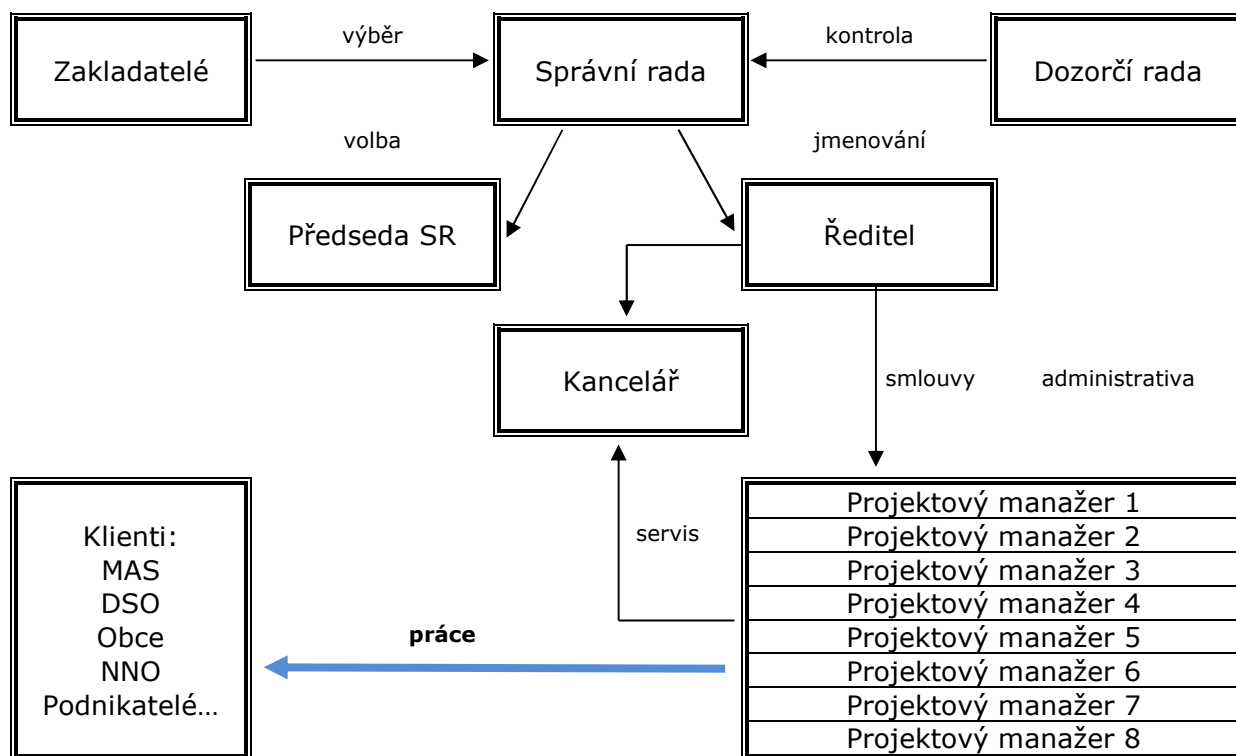 Zakladatelé
výběr
Správní rada
kontrola
Dozorčí rada
volba
jmenování
Předseda SR
Ředitel
Kancelář
smlouvy
administrativa
Klienti:
MAS
DSO
Obce
NNO
Podnikatelé…
servis
práce
Projektový manažer 1
Projektový manažer 2
Projektový manažer 3
Projektový manažer 4
Projektový manažer 5
Projektový manažer 6
Projektový manažer 7
Projektový manažer 8